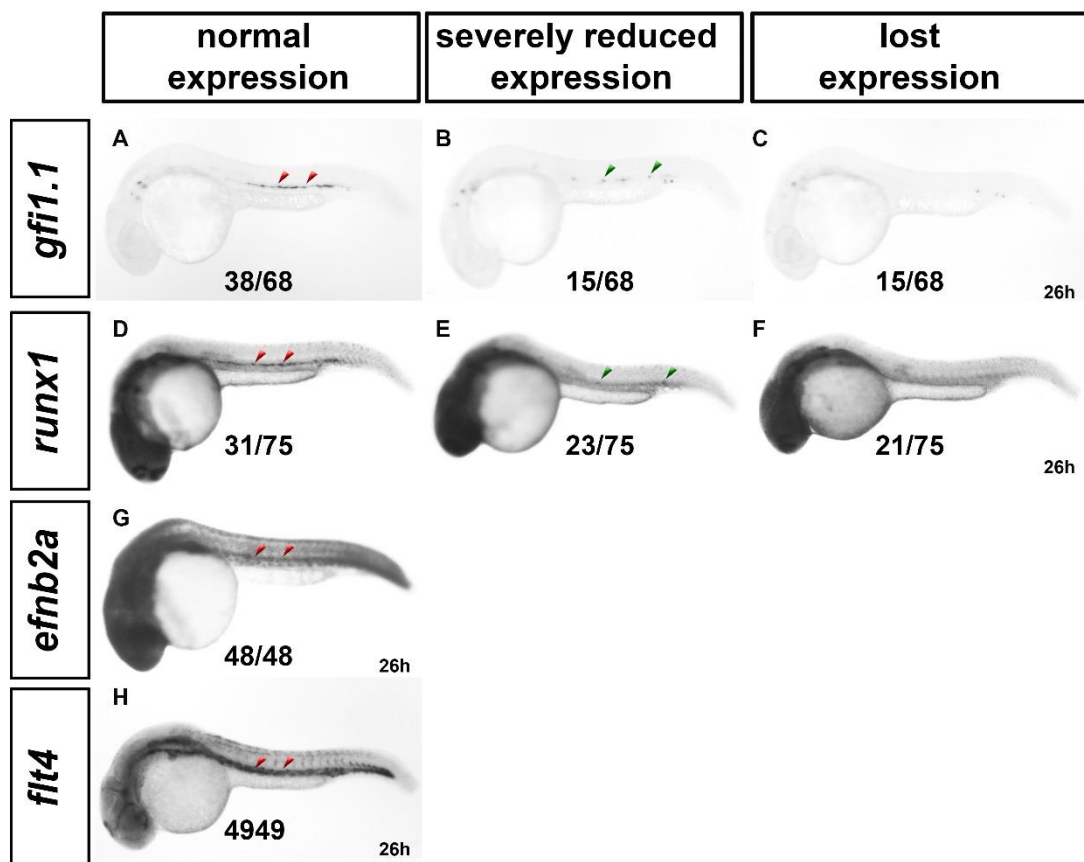 normal
expression
severely reduced
expression
lost
expression
gfi1.1
A
38/68
B
15/68
C
15/68
26h
runx1
D
31/75
E
23/75
F
21/75
26h
efnb2a
G
48/48
26h
flt4
H
4949
26h